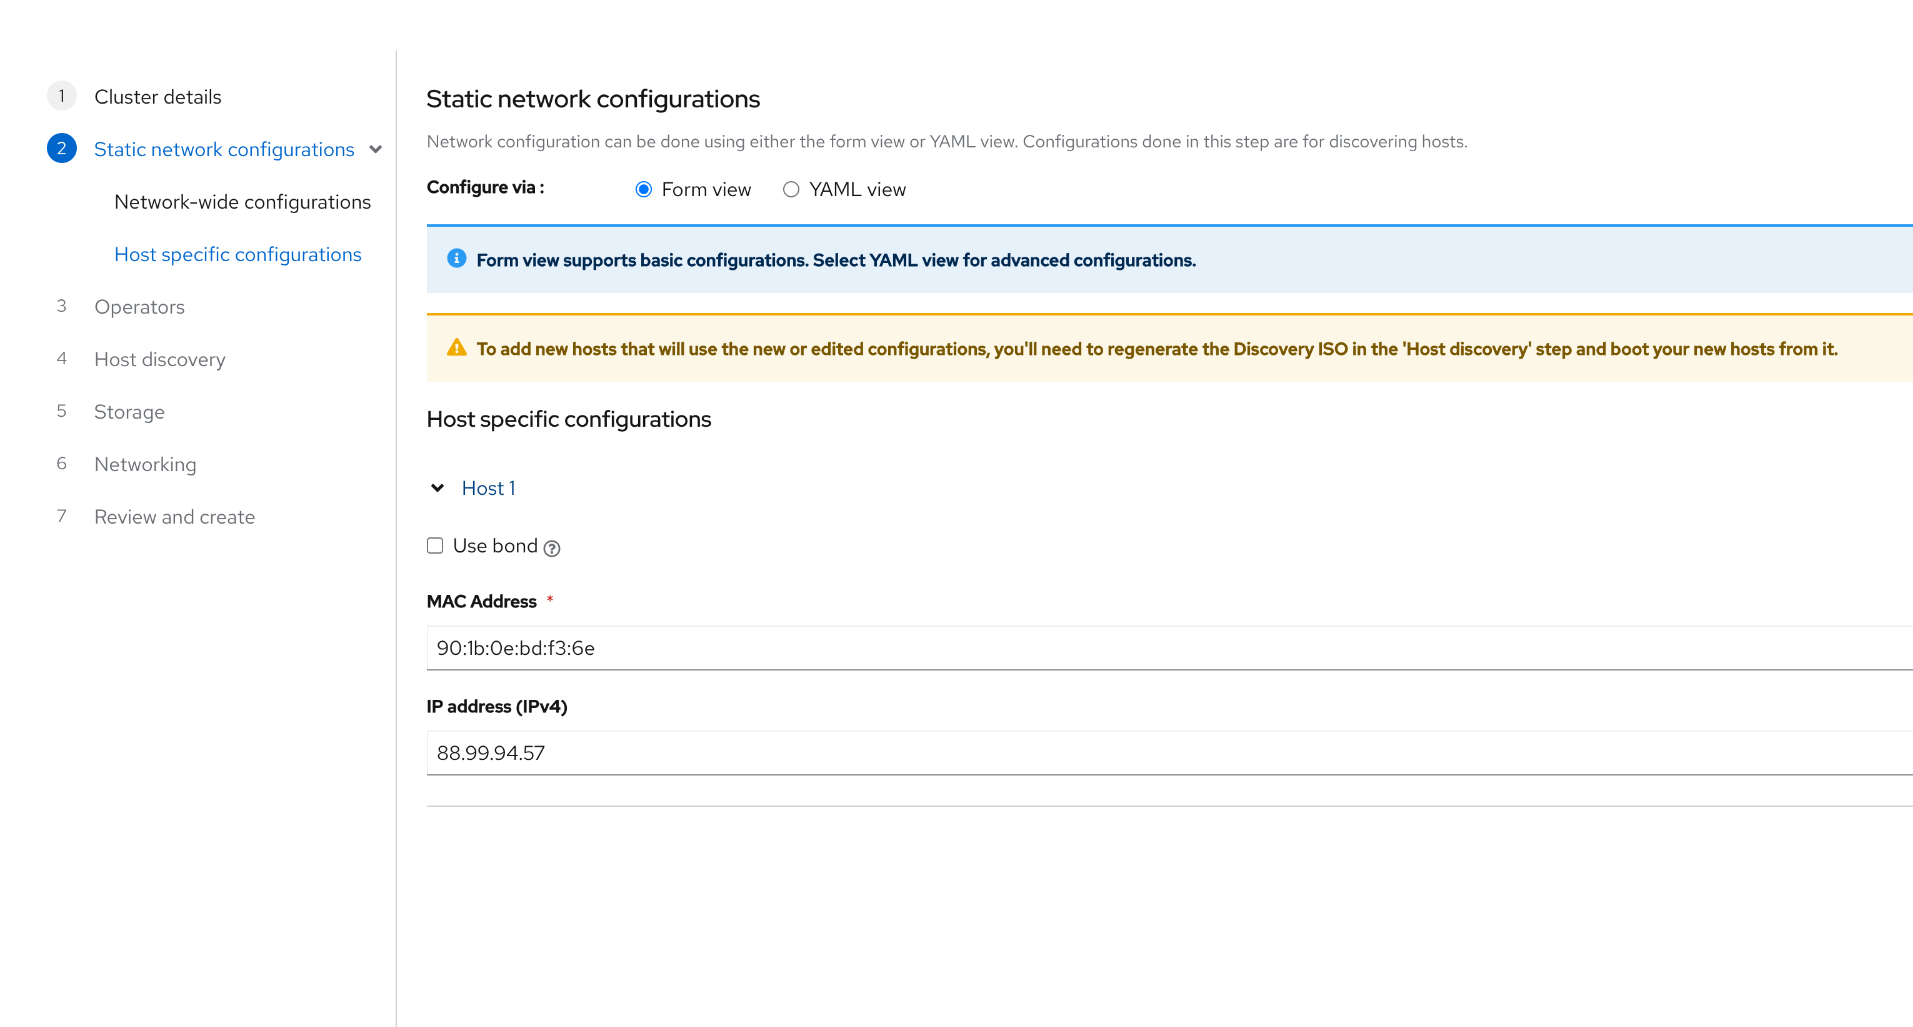 1 Cluster details
2 Static network configurations
Network-wide configurations
Host specific configurations
3 Operators
4 Host discovery
5 Storage
6 Networking
7 Review and create
Static network configurations
Network configuration can be done using either the form view or YAML view. Configurations done in this step are for discovering hosts.
Configure via : Form view YAML view
Form view supports basic configurations. Select YAML view for advanced configurations.
To add new hosts that will use the new or edited configurations, you'll need to regenerate the Discovery ISO in the 'Host discovery' step and boot your new hosts from it.
Host specific configurations
Host 1
Use bond
MAC Address *
90:1b:0e:bd:f3:6e
IP address (IPv4)
88.99.94.57